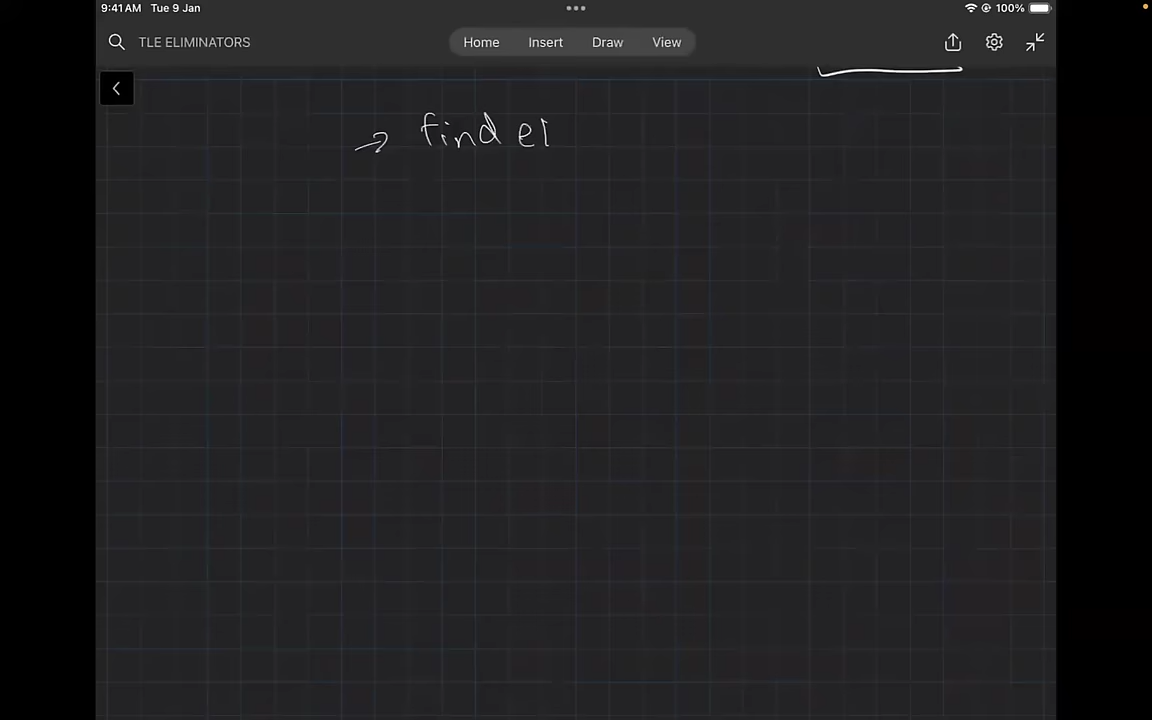 9:41 AM Tue 9 Jan 100%
TLE ELIMINATORS Home Insert Draw View
→ find el